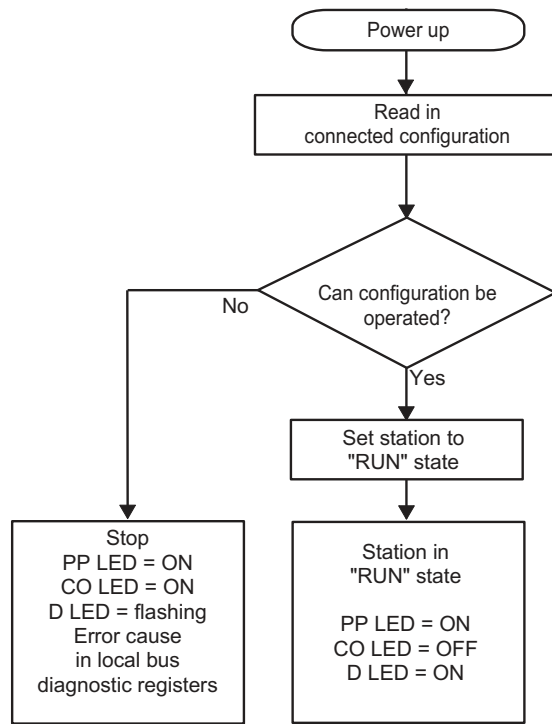 Power up
Read in
connected configuration
Can configuration be
operated?
No
Yes
Set station to
"RUN" state
Stop
PP LED = ON
CO LED = ON
D LED = flashing
Error cause
in local bus
diagnostic registers
Station in
"RUN" state
PP LED = ON
CO LED = OFF
D LED = ON